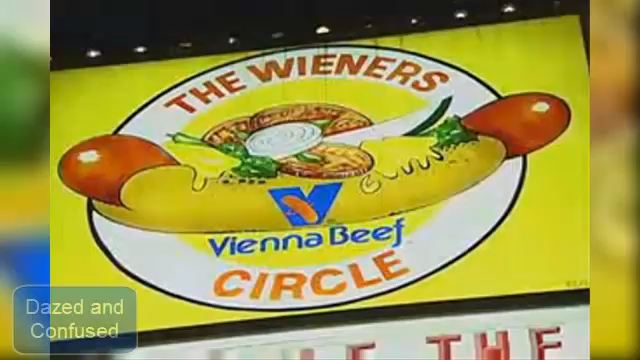 THE WIENERS
Vienna Beef
CIRCLE
Dazed and
Confused
THE